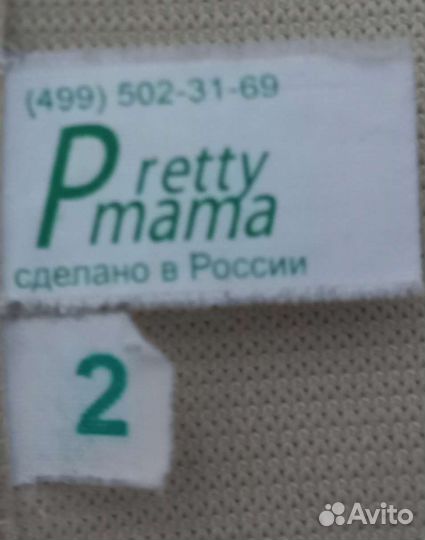 (499) 502-31-69
Pretty
mama
сделано в России
2
Avito